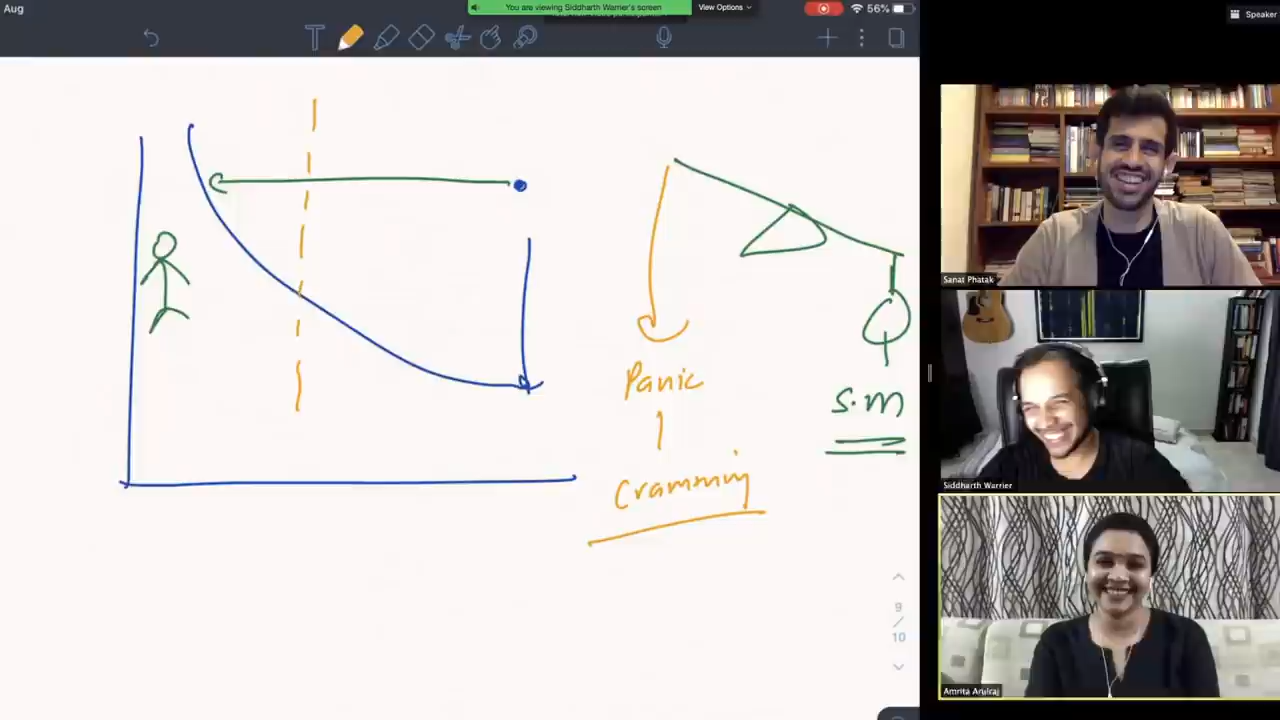 Aug
You are viewing Siddharth Warrier's screen
View Options
56%
Speaker
T
Panic
Cramming
S.M
9
/
10
Sanat Phatak
Siddharth Warrier
Amrita Arulraj